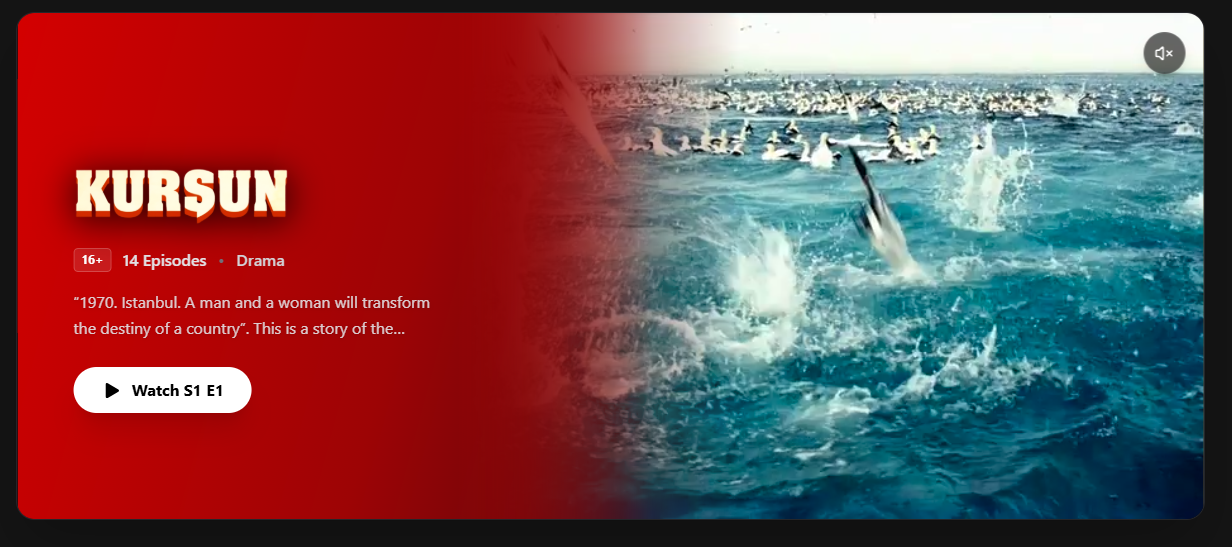 KURŞUN
16+ 14 Episodes • Drama
"1970. Istanbul. A man and a woman will transform
the destiny of a country". This is a story of the...
Watch S1 E1